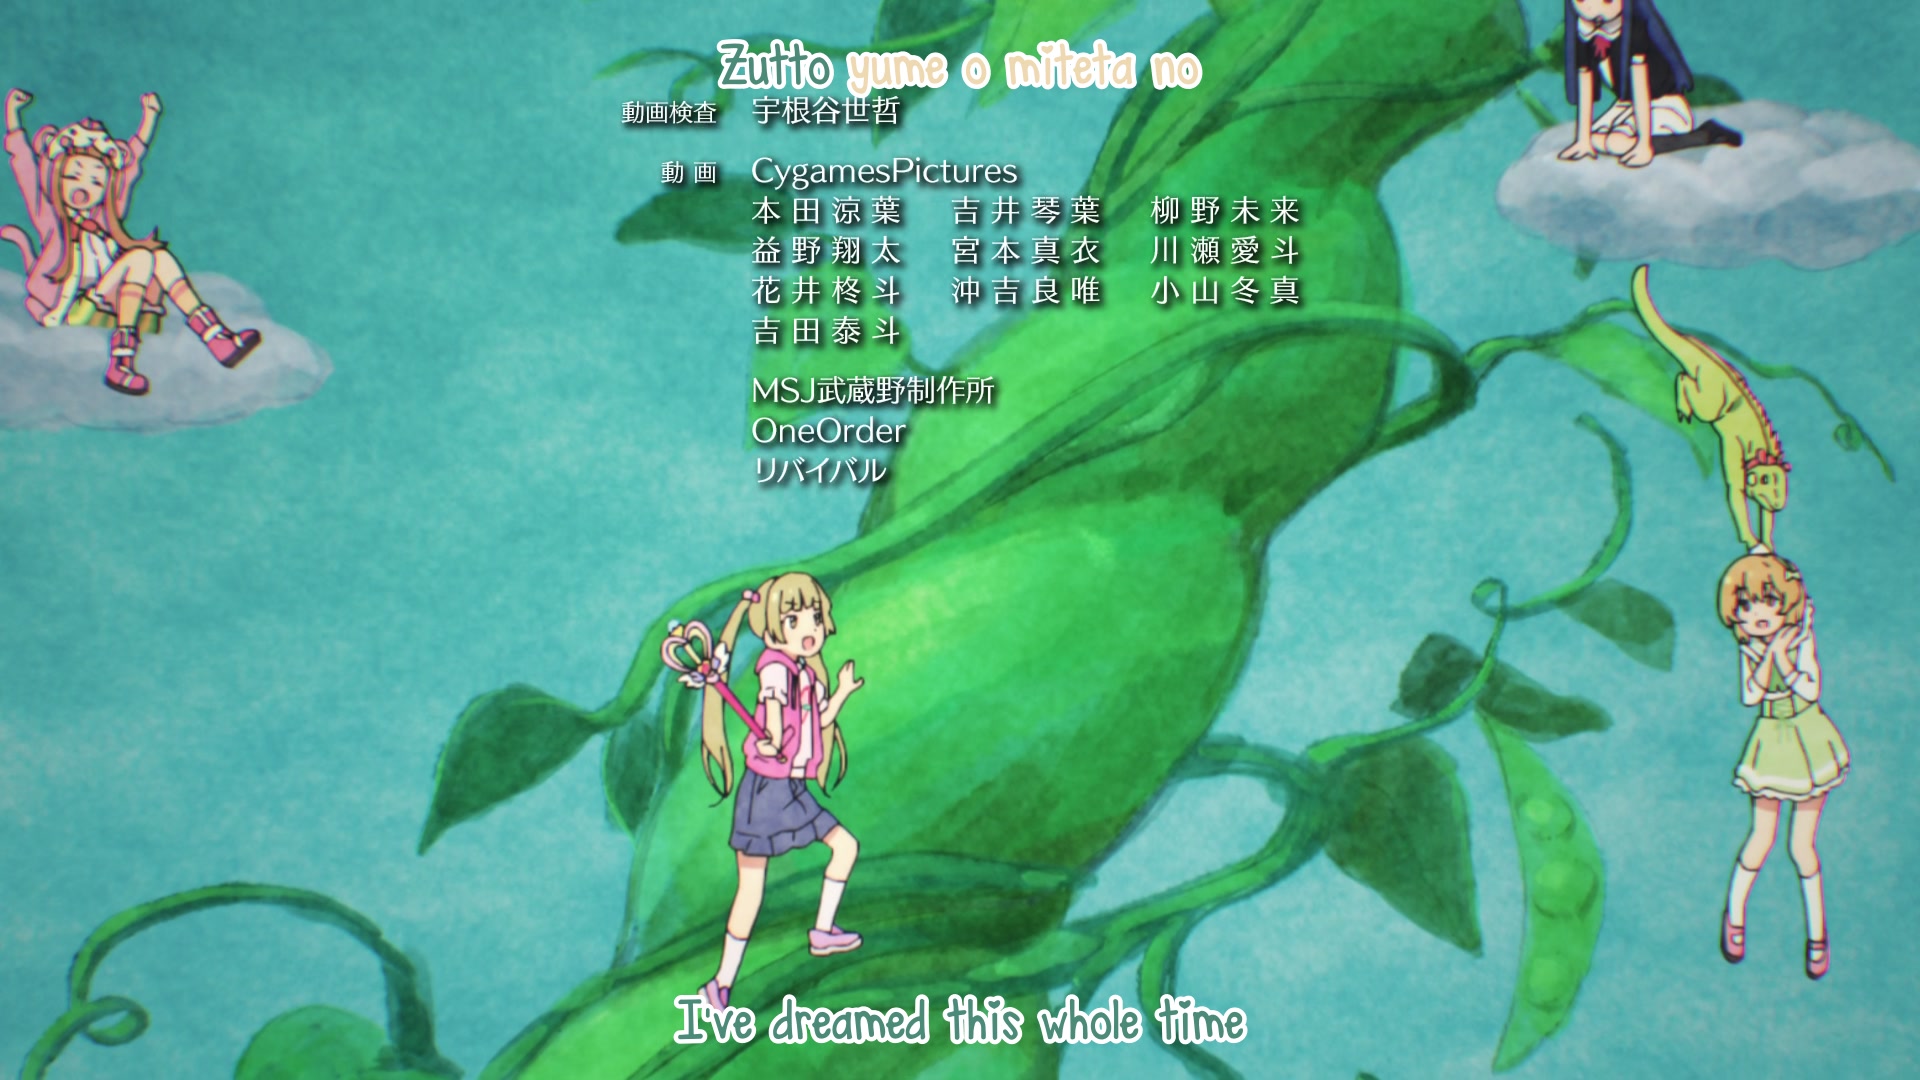 Zutto yume o miteta no
動画検査 宇根谷世哲
動画 CygamesPictures
本田涼葉 吉井琴葉 柳野未来
益野翔太 宮本真衣 川瀬愛斗
花井柊斗 沖吉良唯 小山冬真
吉田泰斗
MSJ武蔵野制作所
OneOrder
リバイバル
I've dreamed this whole time